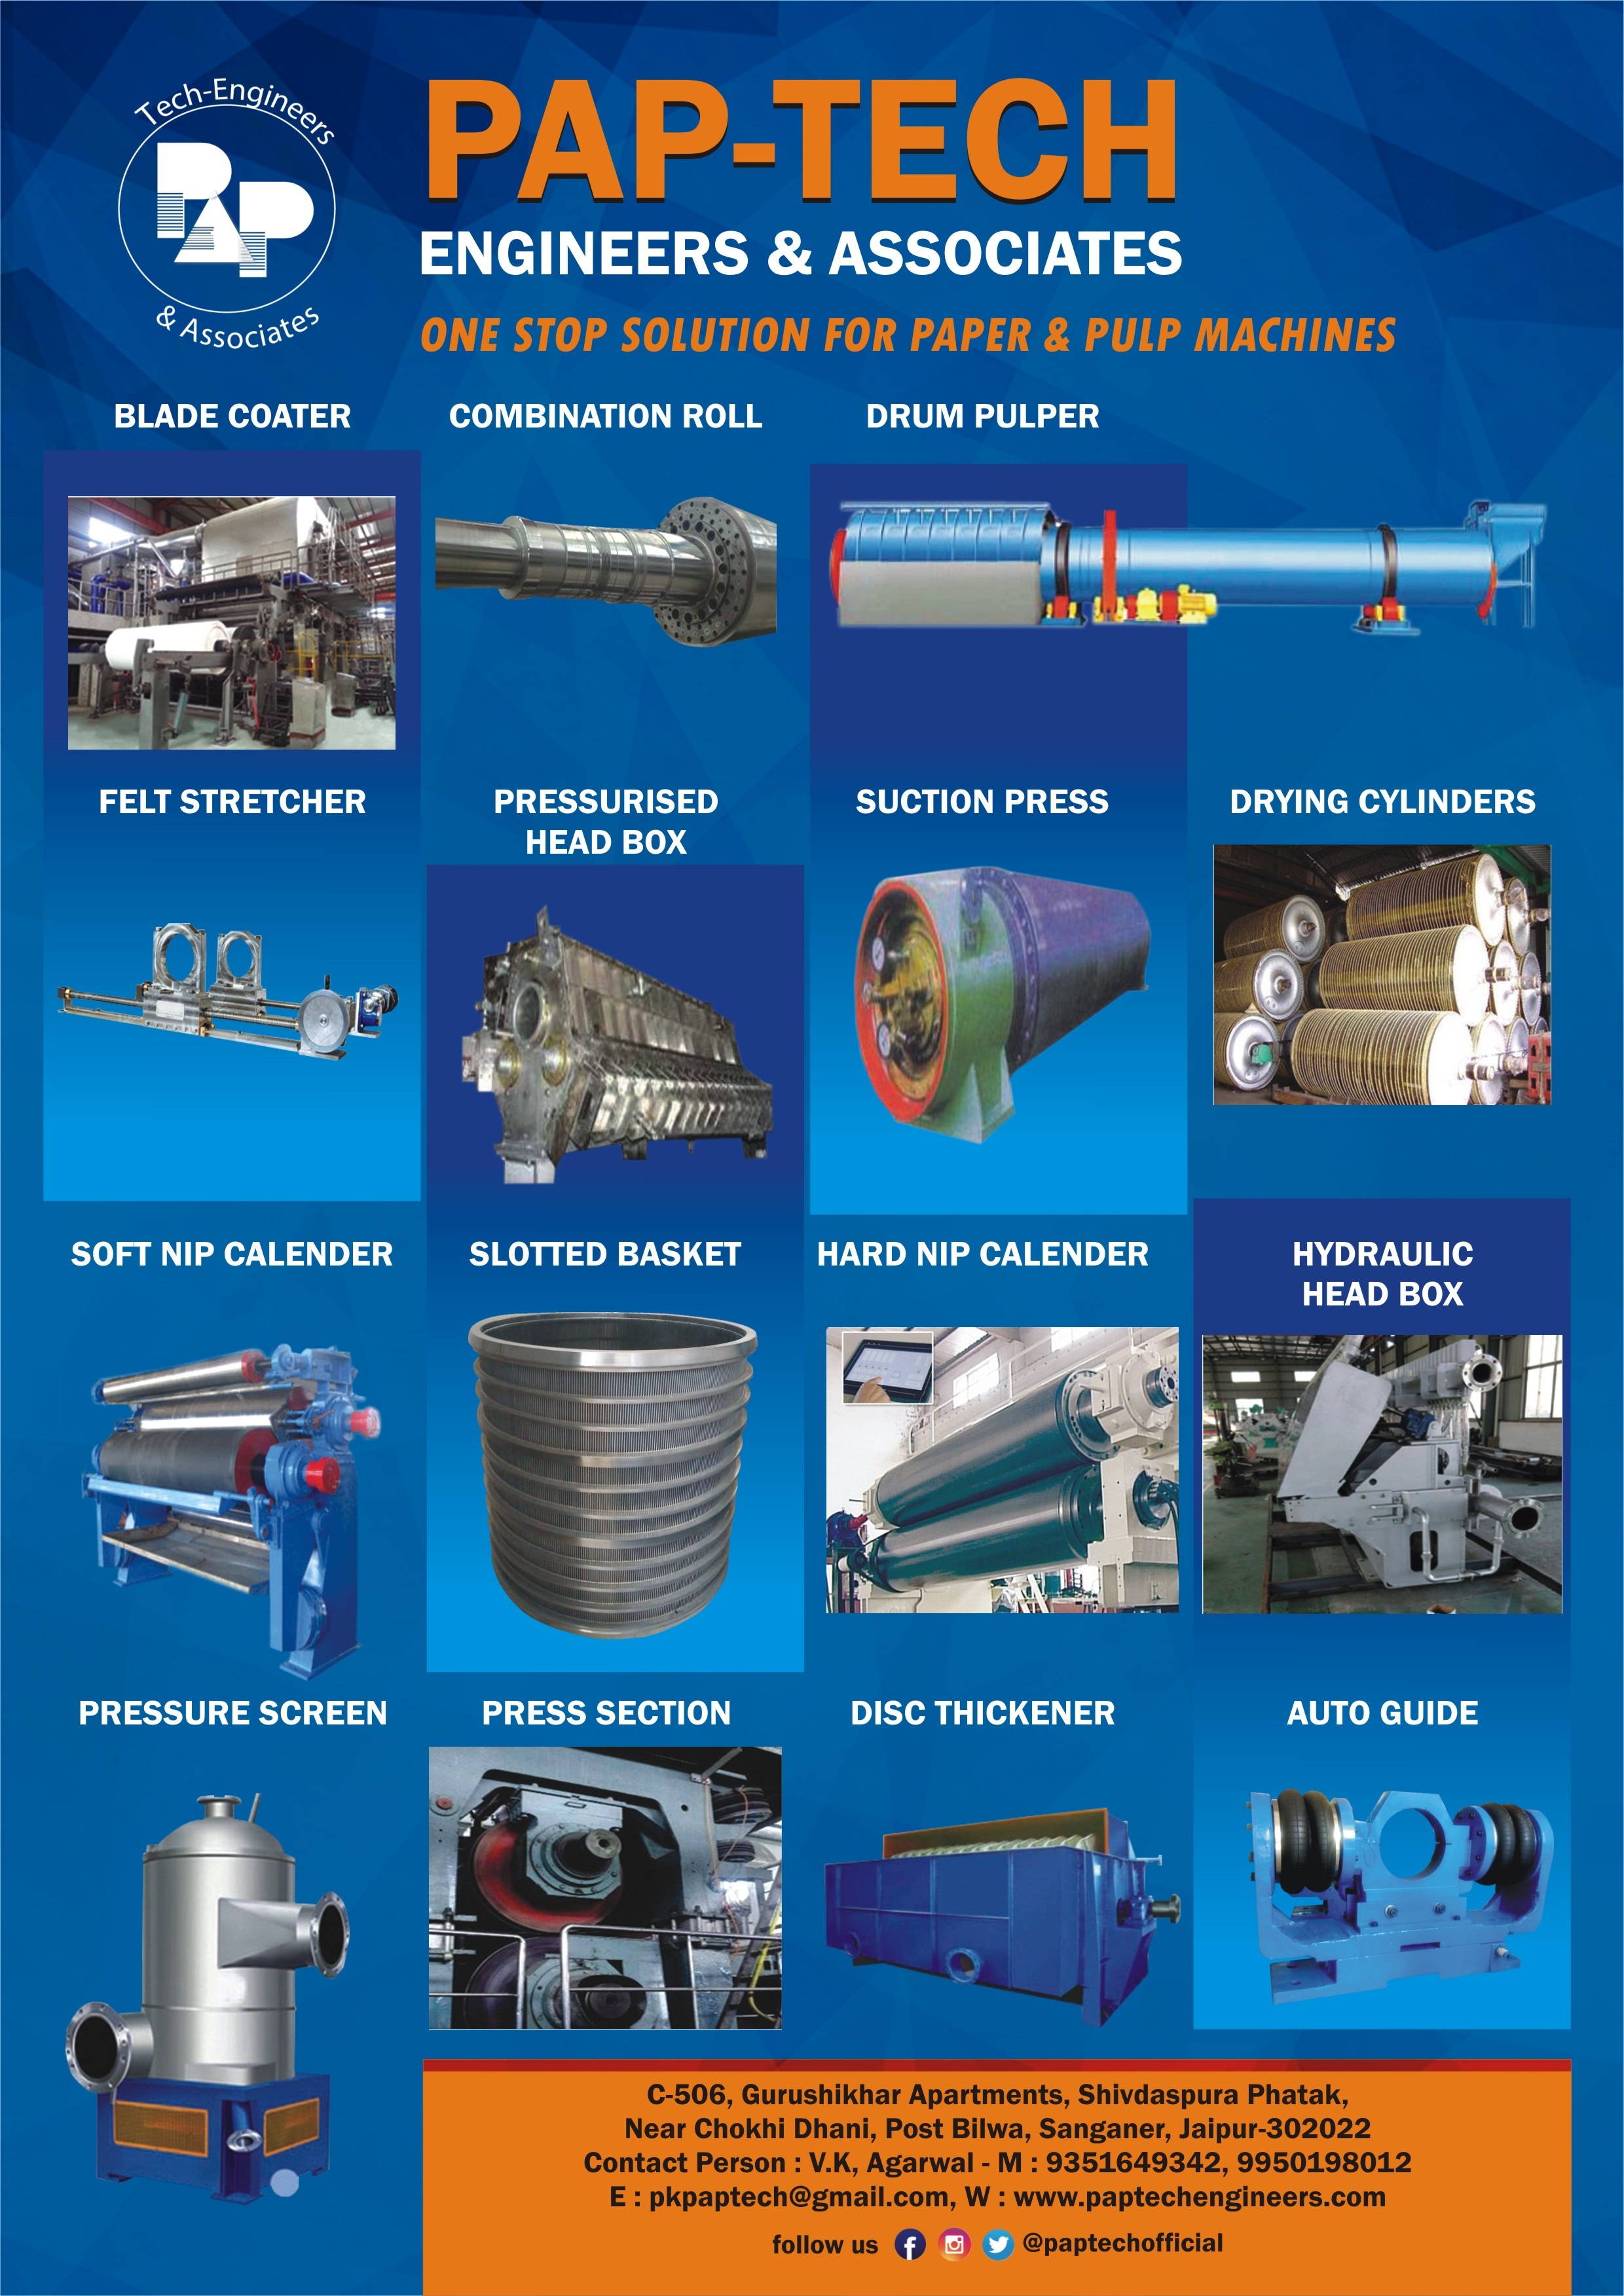 Tech-Engineers
PAP
& Associates
PAP-TECH
ENGINEERS & ASSOCIATES
ONE STOP SOLUTION FOR PAPER & PULP MACHINES
BLADE COATER
COMBINATION ROLL
DRUM PULPER
FELT STRETCHER
PRESSURISED
HEAD BOX
SUCTION PRESS
DRYING CYLINDERS
SOFT NIP CALENDER
SLOTTED BASKET
HARD NIP CALENDER
HYDRAULIC
HEAD BOX
PRESSURE SCREEN
PRESS SECTION
DISC THICKENER
AUTO GUIDE
C-506, Gurushikhar Apartments, Shivdaspura Phatak,
Near Chokhi Dhani, Post Bilwa, Sanganer, Jaipur-302022
Contact Person : V.K, Agarwal - M : 9351649342, 9950198012
E : pkpaptech@gmail.com, W : www.paptechengineers.com
follow us @paptechofficial